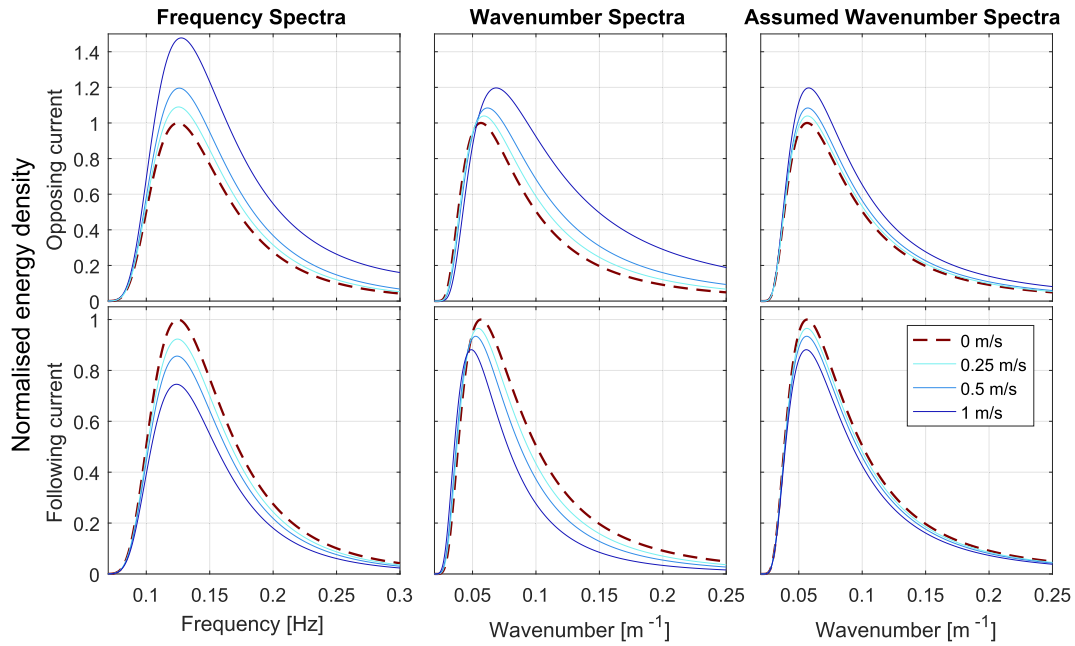 Frequency Spectra
Wavenumber Spectra
Assumed Wavenumber Spectra
Normalised energy density
Opposing current
1.4
1.2
1
0.8
0.6
0.4
0.2
0
Following current
1
0.8
0.6
0.4
0.2
0
0 m/s
0.25 m/s
0.5 m/s
1 m/s
0.1 0.15 0.2 0.25 0.3
0.05 0.1 0.15 0.2 0.25
0.05 0.1 0.15 0.2 0.25
Frequency [Hz]
Wavenumber [m⁻¹]
Wavenumber [m⁻¹]